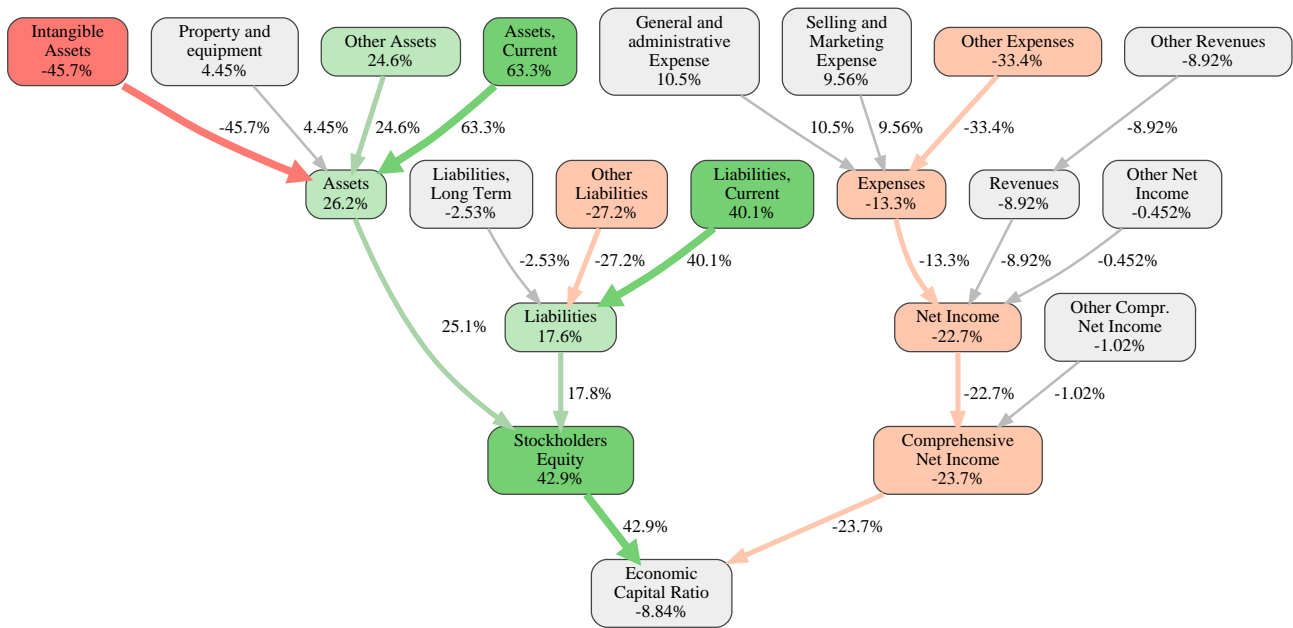 Intangible
Assets
-45.7%
Property and
equipment
4.45%
Other Assets
24.6%
Assets,
Current
63.3%
General and
administrative
Expense
10.5%
Selling and
Marketing
Expense
9.56%
Other Expenses
-33.4%
Other Revenues
-8.92%
-45.7%
4.45%
24.6%
63.3%
10.5%
9.56%
-33.4%
-8.92%
Assets
26.2%
Liabilities,
Long Term
-2.53%
Other
Liabilities
-27.2%
Liabilities,
Current
40.1%
Expenses
-13.3%
Revenues
-8.92%
Other Net
Income
-0.452%
-2.53%
-27.2%
40.1%
-13.3%
-8.92%
-0.452%
25.1%
Liabilities
17.6%
Net Income
-22.7%
Other Compr.
Net Income
-1.02%
17.8%
-22.7%
-1.02%
Stockholders
Equity
42.9%
Comprehensive
Net Income
-23.7%
42.9%
-23.7%
Economic
Capital Ratio
-8.84%